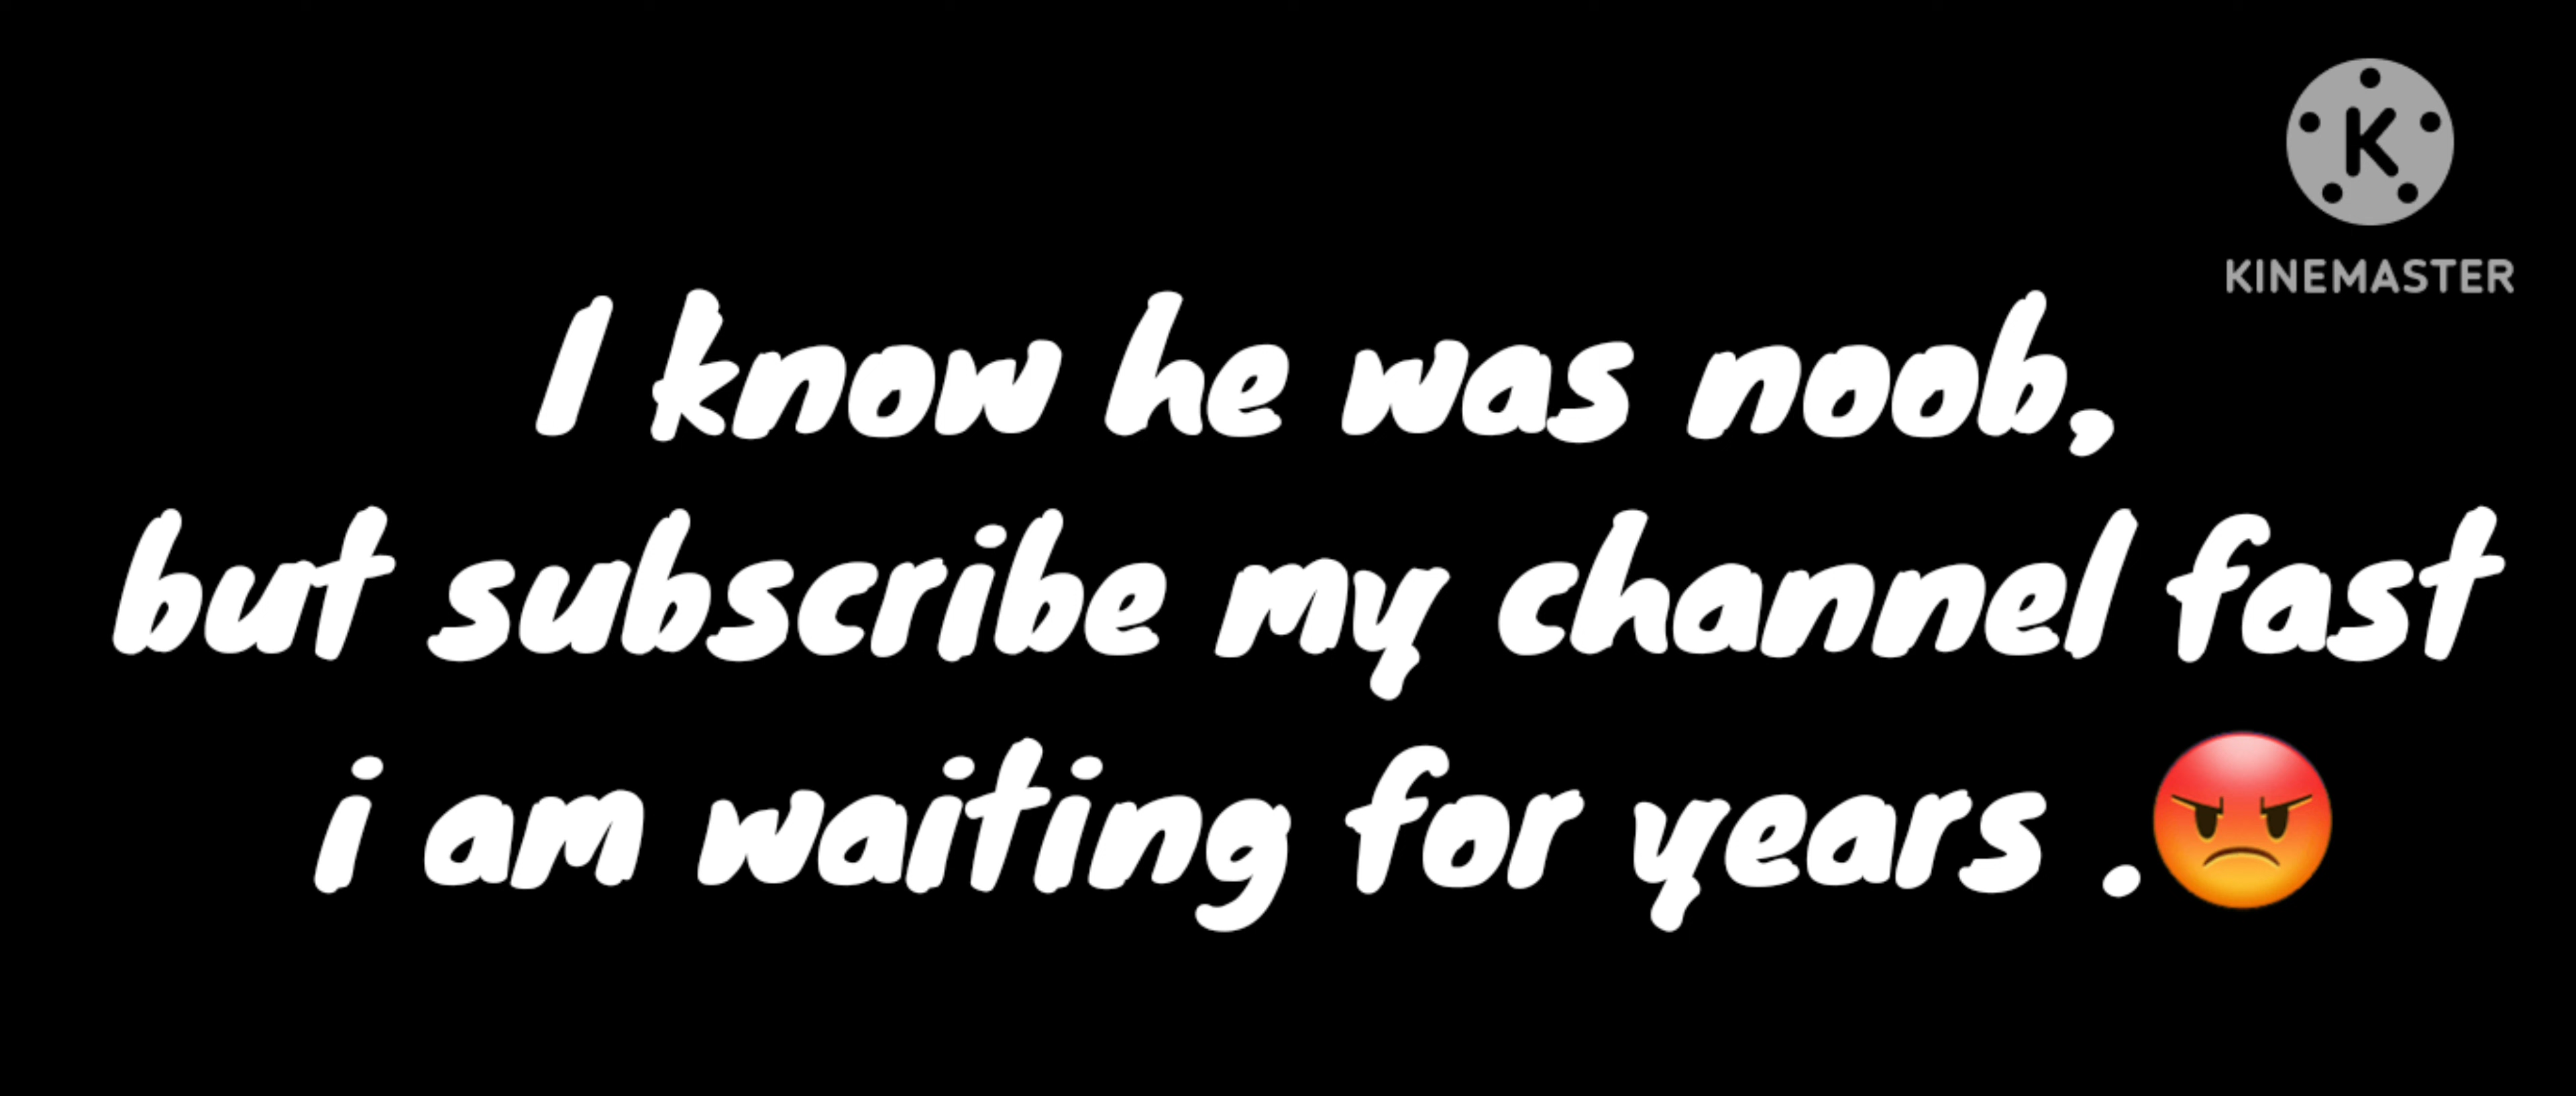 K
KINEMASTER
I know he was noob,
but subscribe my channel fast
i am waiting for years .😡